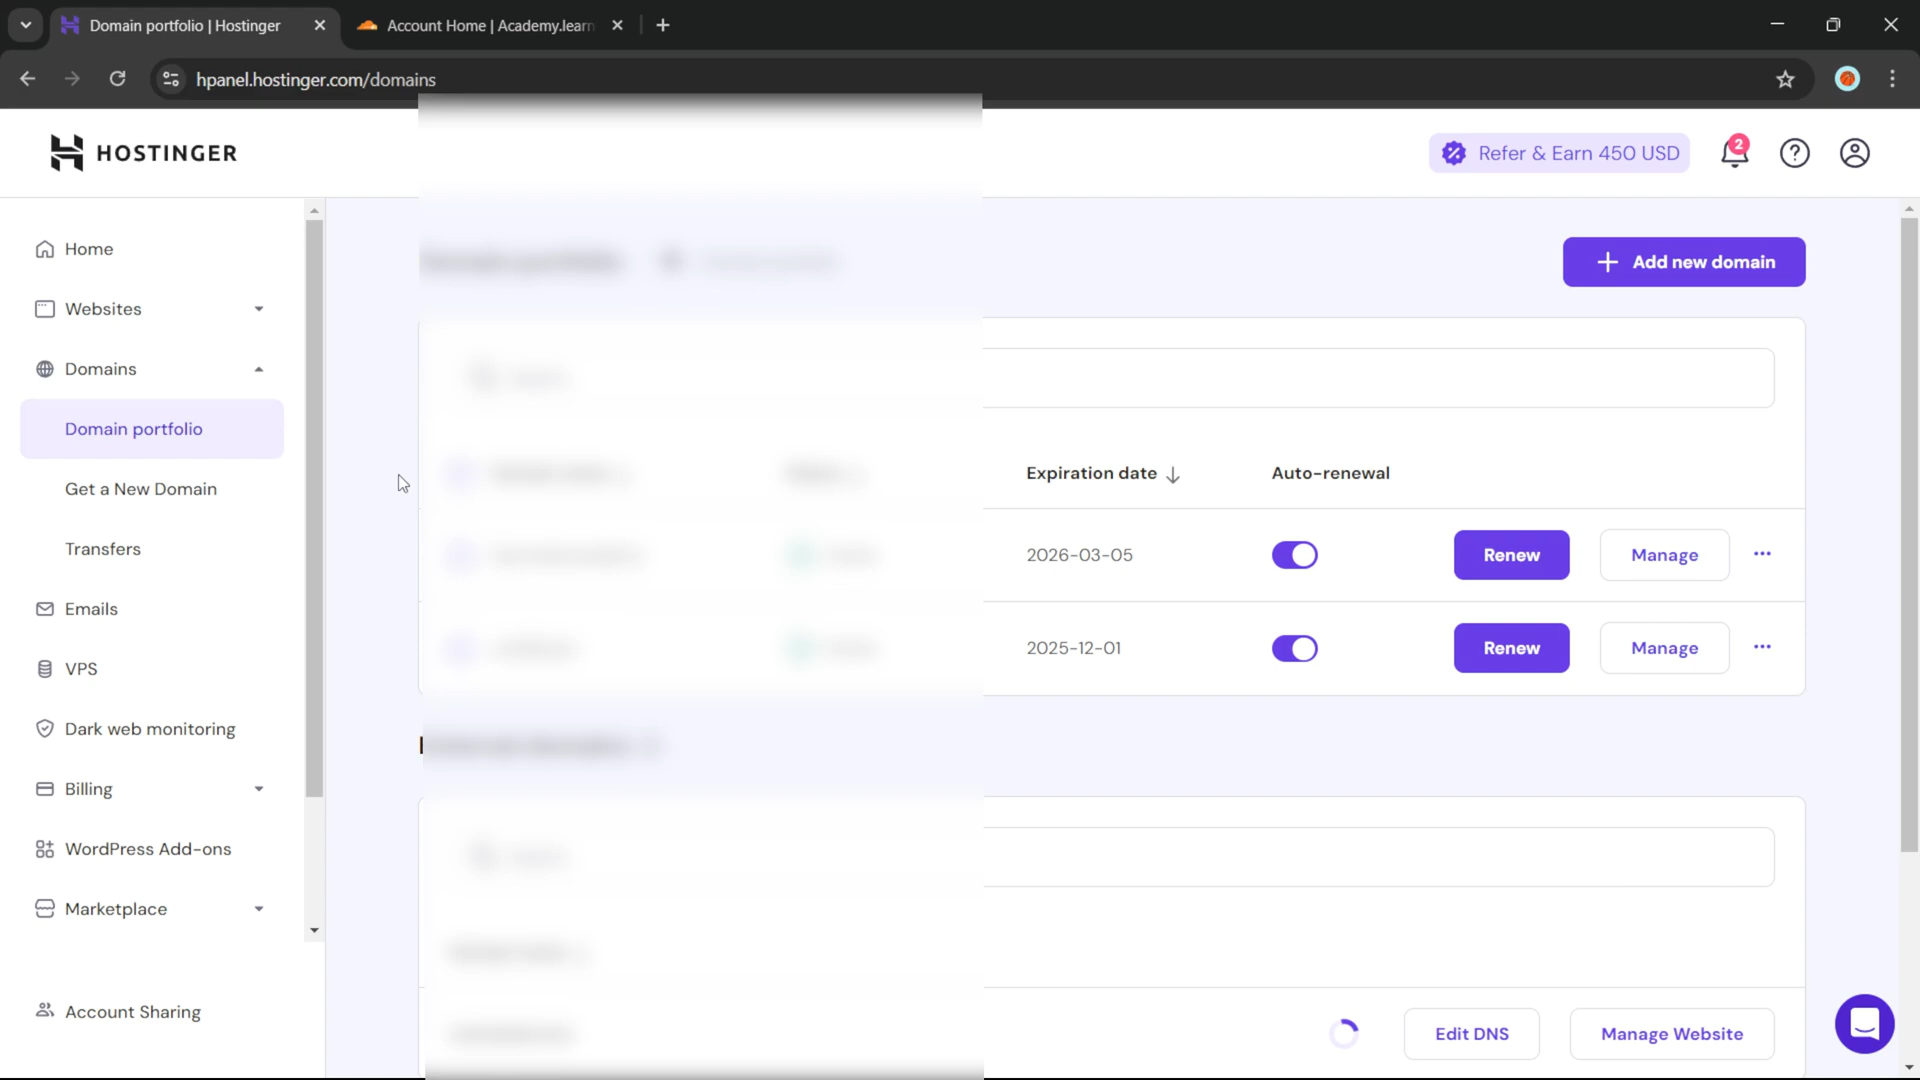 Domain portfolio | Hostinger
Account Home | Academy.learn
hpanel.hostinger.com/domains
HOSTINGER
Refer & Earn 450 USD
2
Home
Websites
Domains
Domain portfolio
Get a New Domain
Transfers
Emails
VPS
Dark web monitoring
Billing
WordPress Add-ons
Marketplace
Account Sharing
Add new domain
Expiration date
Auto-renewal
2026-03-05
Renew
Manage
2025-12-01
Renew
Manage
Edit DNS
Manage Website